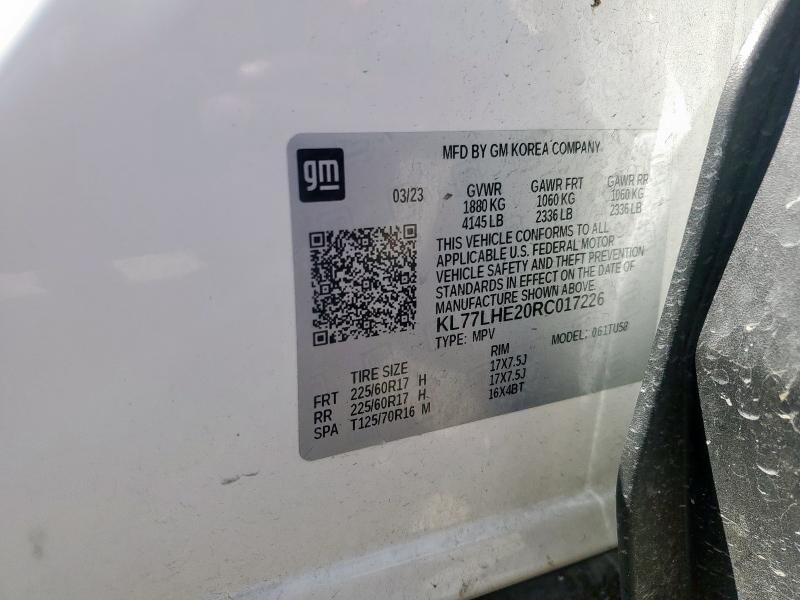 gm
MFD BY GM KOREA COMPANY
03/23 GVWR GAWR FRT GAWR RR
1880 KG 1060 KG 1060 KG
4145 LB 2336 LB 2336 LB
THIS VEHICLE CONFORMS TO ALL
APPLICABLE U.S. FEDERAL MOTOR
VEHICLE SAFETY AND THEFT PREVENTION
STANDARDS IN EFFECT ON THE DATE OF
MANUFACTURE SHOWN ABOVE.
KL77LHE20RC017226
TYPE: MPV MODEL: 061TU58
TIRE SIZE RIM
FRT 225/60R17 H 17X7.5J
RR 225/60R17 H 17X7.5J
SPA T125/70R16 M 16X4BT